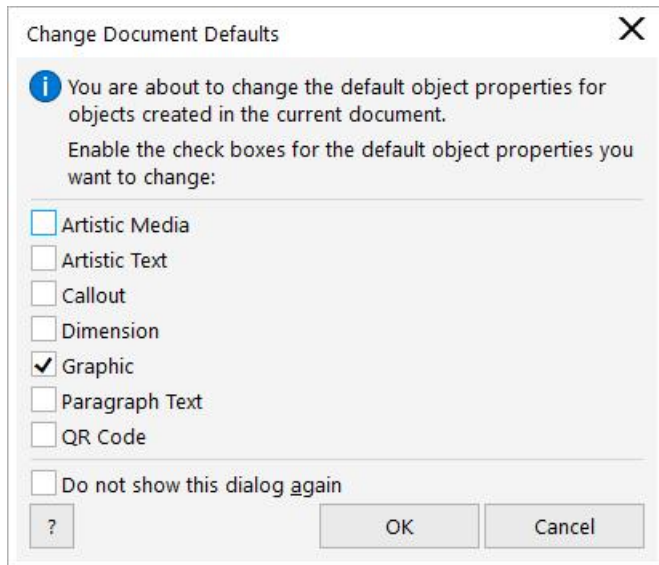 Change Document Defaults
You are about to change the default object properties for
objects created in the current document.
Enable the check boxes for the default object properties you
want to change:
Artistic Media
Artistic Text
Callout
Dimension
Graphic
Paragraph Text
QR Code
Do not show this dialog again
? OK Cancel